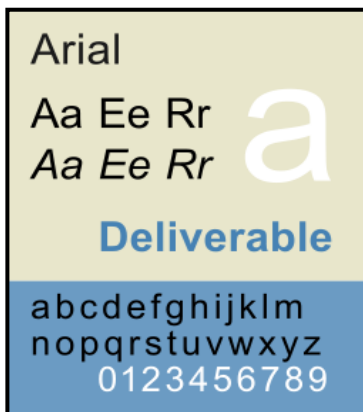 Arial
Aa Ee Rr
Aa Ee Rr
a
Deliverable
abcdefghijklm
nopqrstuvwxyz
0123456789